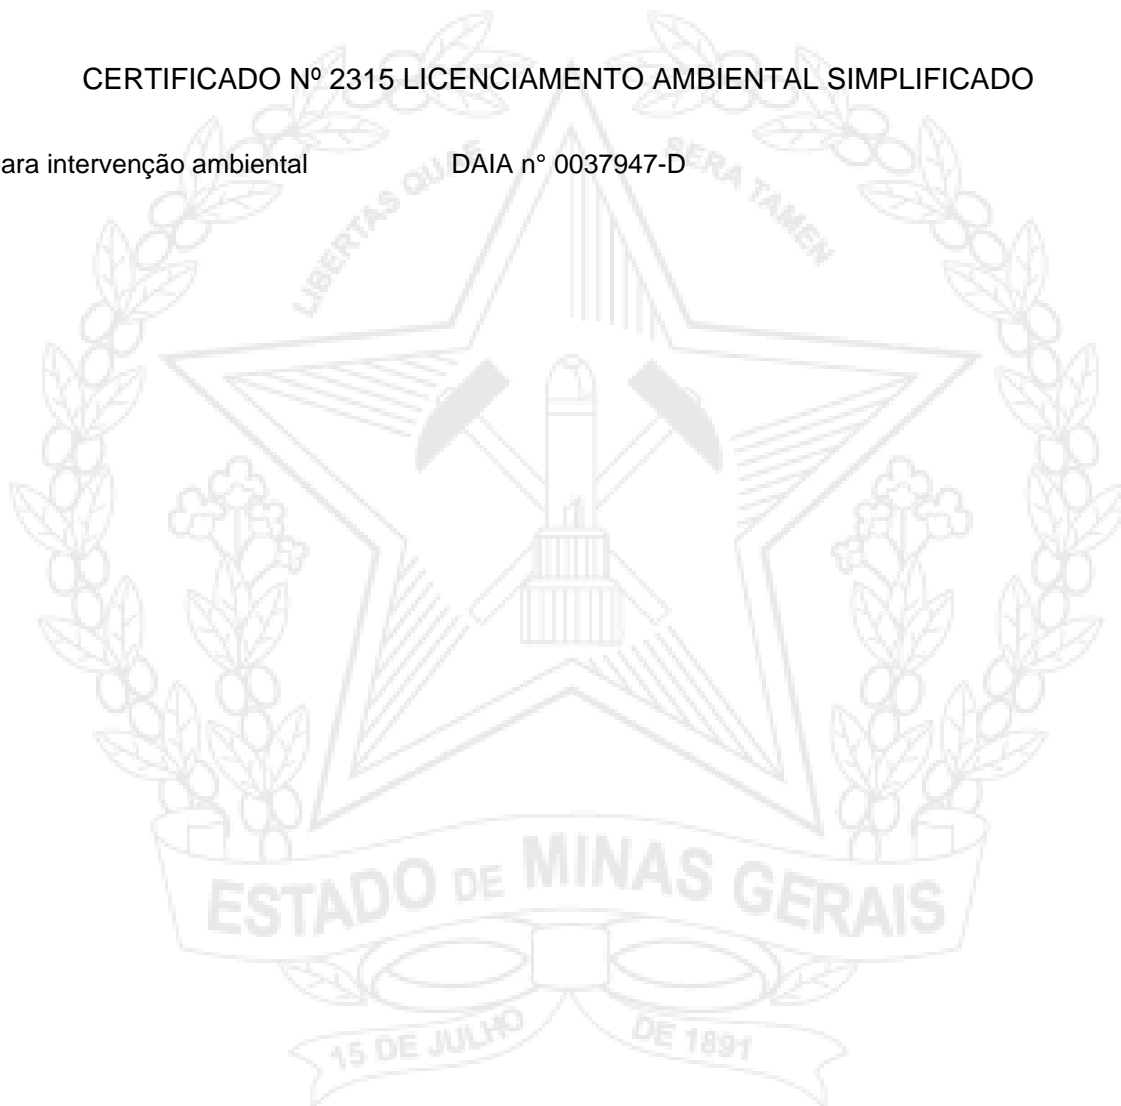 CERTIFICADO Nº 2315 LICENCIAMENTO AMBIENTAL SIMPLIFICADO
ara intervenção ambiental DAIA n° 0037947-D
LIBERTAS QUAE SERA TAMEN
ESTADO DE MINAS GERAIS
15 DE JULHO DE 1891